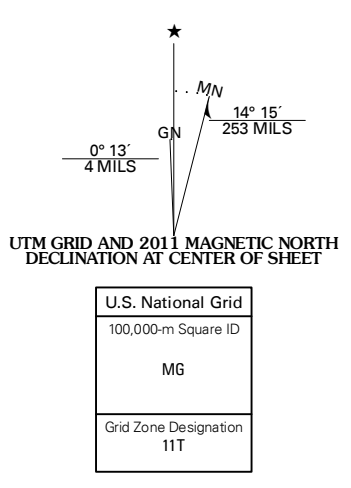 ★
MN
GN
14° 15´
253 MILS
0° 13´
4 MILS
UTM GRID AND 2011 MAGNETIC NORTH
DECLINATION AT CENTER OF SHEET
U.S. National Grid
100,000-m Square ID
MG
Grid Zone Designation
11T